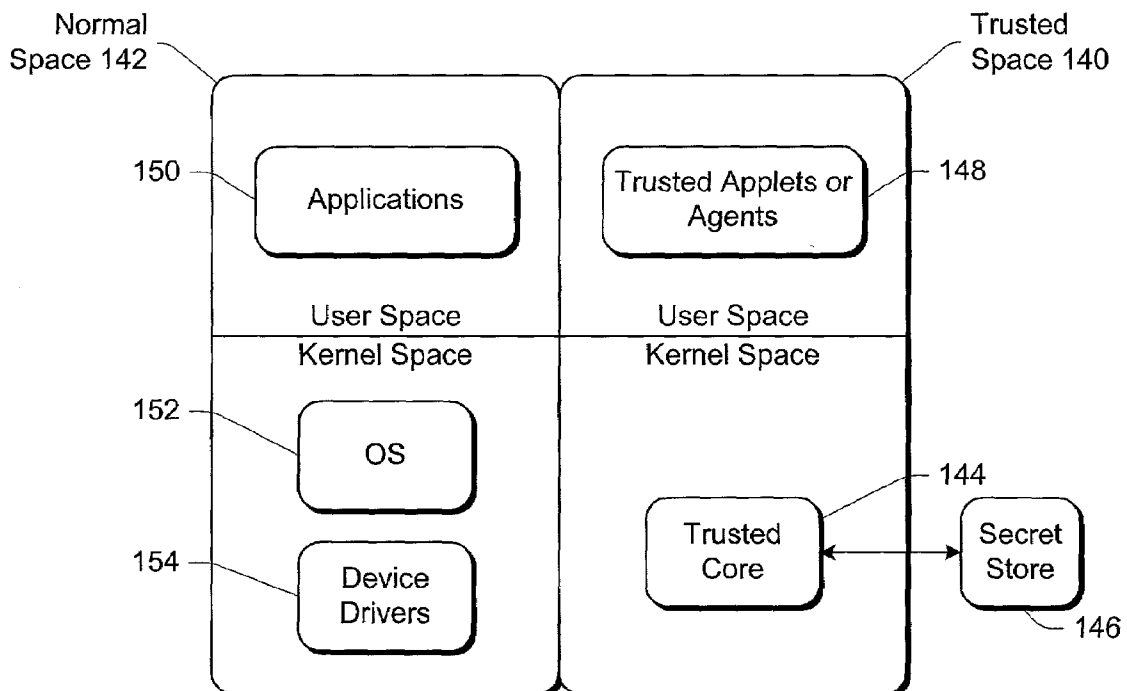 Normal
Space 142
Trusted
Space 140
150
Applications
Trusted Applets or
Agents
148
User Space
User Space
Kernel Space
Kernel Space
152
OS
144
154
Device
Drivers
Trusted
Core
Secret
Store
146